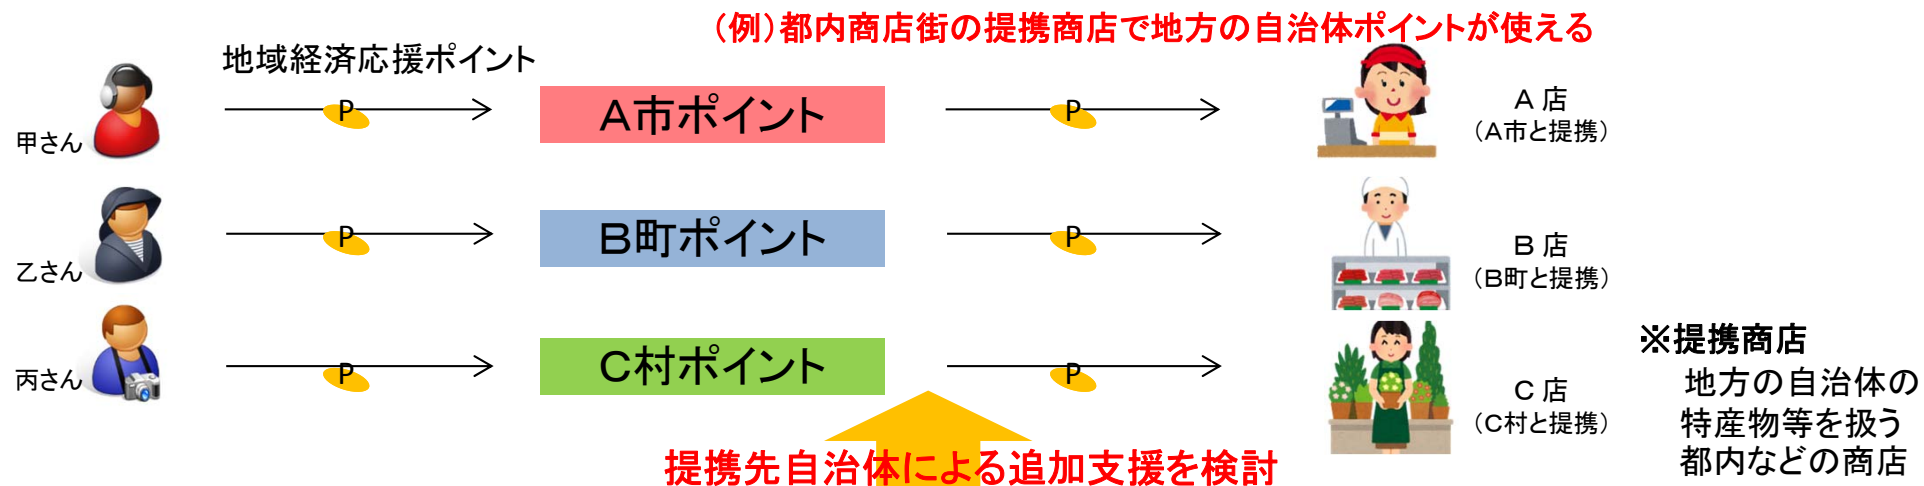 （例）都内商店街の提携商店で地方の自治体ポイントが使える
地域経済応援ポイント
甲さん
P
A市ポイント
P
A 店
（A市と提携）
乙さん
P
B町ポイント
P
B 店
（B町と提携）
丙さん
P
C村ポイント
P
C 店
（C村と提携）
※提携商店
地方の自治体の
特産物等を扱う
都内などの商店
提携先自治体による追加支援を検討